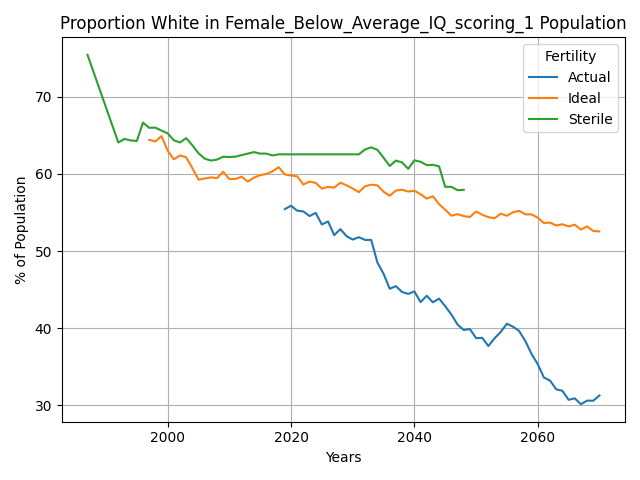 Proportion White in Female_Below_Average_IQ_scoring_1 Population
Fertility
Actual
Ideal
Sterile
% of Population
70
60
50
40
30
2000
2020
2040
2060
Years